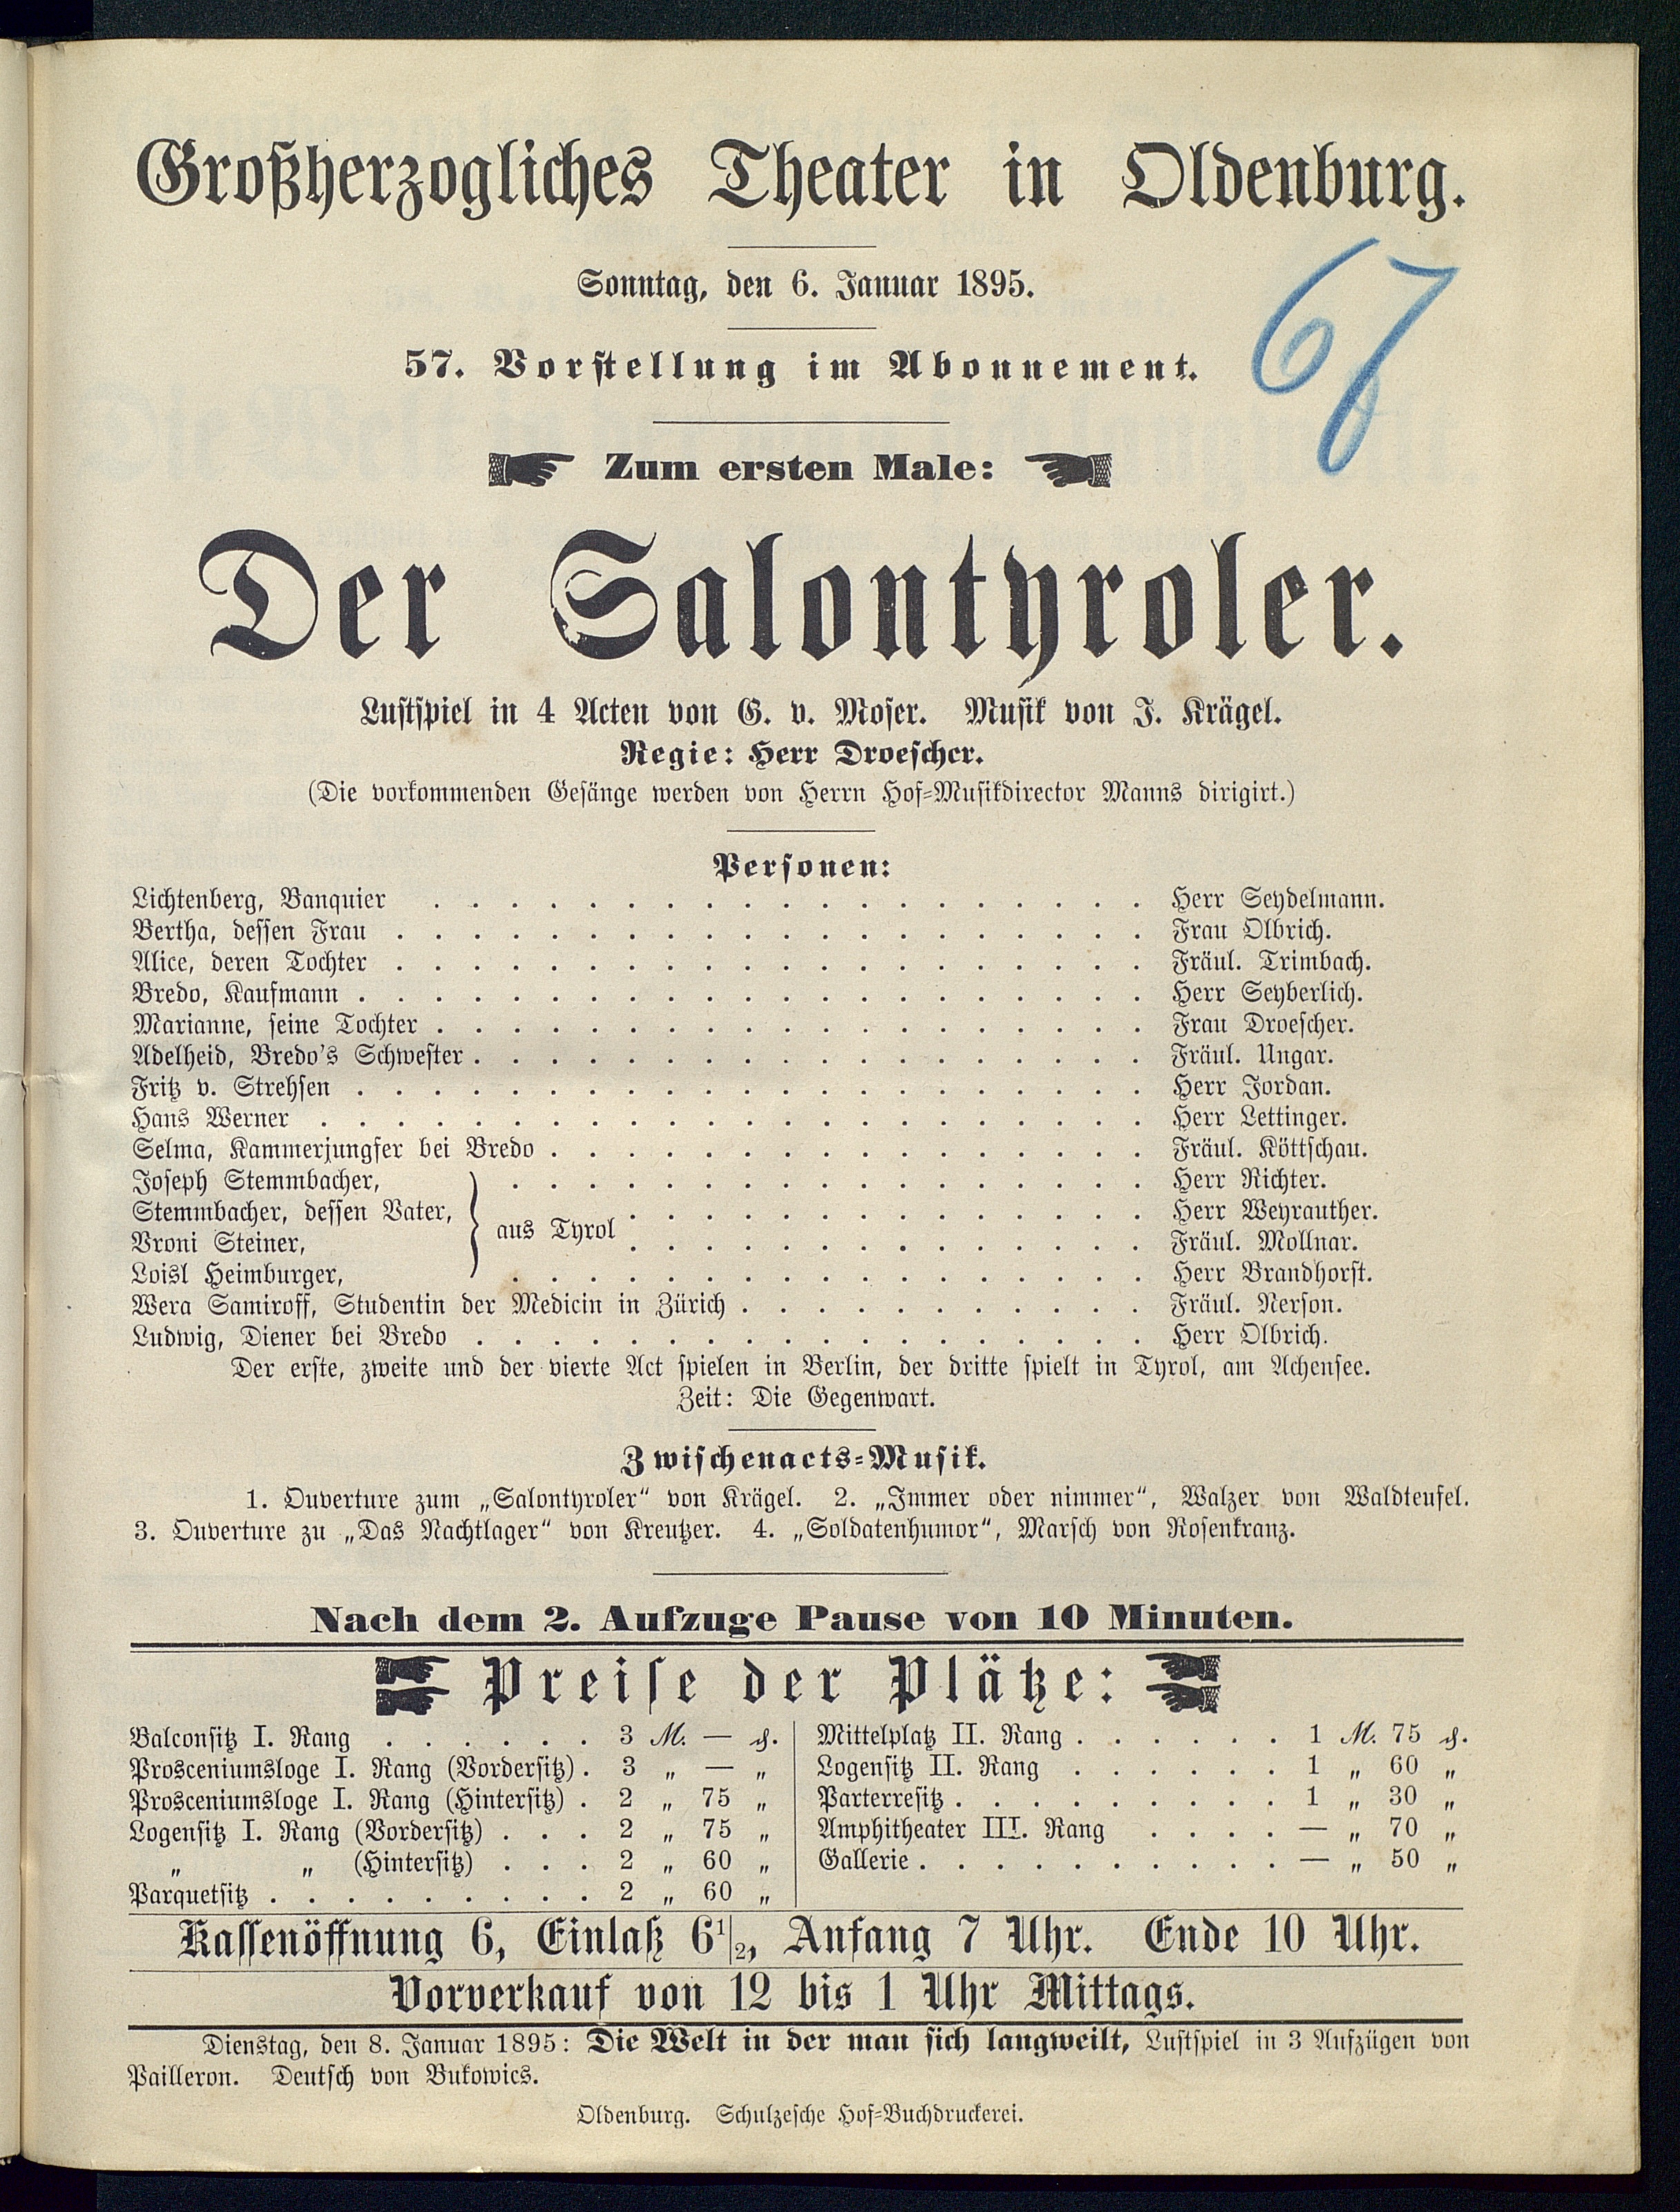 Großherzogliches Theater in Oldenburg.
Sonntag, den 6. Januar 1895.
67
57. Vorstellung im Abonnement.
Zum ersten Male:
Der Salontyroler.
Lustspiel in 4 Acten von G. v. Moser. Musik von J. Krägel.
Regie: Herr Droescher.
(Die vorkommenden Gesänge werden von Herrn Hof-Musikdirector Manns dirigirt.)
Personen:
Lichtenberg, Banquier . . . . . . . . . . . . . . . . . . . Herr Seydelmann.
Bertha, dessen Frau . . . . . . . . . . . . . . . . . . . . Frau Olbrich.
Alice, deren Tochter . . . . . . . . . . . . . . . . . . . . Fräul. Trimbach.
Bredo, Kaufmann . . . . . . . . . . . . . . . . . . . . . Herr Seyberlich.
Marianne, seine Tochter . . . . . . . . . . . . . . . . . . . Frau Droescher.
Adelheid, Bredo's Schwester . . . . . . . . . . . . . . . . . . Fräul. Ungar.
Fritz v. Strehsen . . . . . . . . . . . . . . . . . . . . . Herr Jordan.
Hans Werner . . . . . . . . . . . . . . . . . . . . . . Herr Lettinger.
Selma, Kammerjungfer bei Bredo . . . . . . . . . . . . . . . . Fräul. Köttschau.
Joseph Stemmbacher, . . . . . . . . . . . . . . . . . Herr Richter.
Stemmbacher, dessen Vater, . . . . . . . . . . . . . . Herr Weyrauther.
aus Tyrol
Vroni Steiner, . . . . . . . . . . . . . . Fräul. Mollnar.
Loisl Heimburger, . . . . . . . . . . . . . . . . . Herr Brandhorst.
Wera Samiroff, Studentin der Medicin in Zürich . . . . . . . . . . . Fräul. Nerson.
Ludwig, Diener bei Bredo . . . . . . . . . . . . . . . . . . Herr Olbrich.
Der erste, zweite und der vierte Act spielen in Berlin, der dritte spielt in Tyrol, am Achensee.
Zeit: Die Gegenwart.
Zwischenacts-Musik.
1. Ouverture zum „Salontyroler“ von Krägel. 2. „Immer oder nimmer“, Walzer von Waldteufel.
3. Ouverture zu „Das Nachtlager“ von Kreutzer. 4. „Soldatenhumor“, Marsch von Rosenkranz.
Nach dem 2. Aufzuge Pause von 10 Minuten.
Preise der Plätze:
Balconsitz I. Rang . . . . . . 3 M. — ₰.
Prosceniumsloge I. Rang (Vordersitz) . 3 „ — „
Prosceniumsloge I. Rang (Hintersitz) . 2 „ 75 „
Logensitz I. Rang (Vordersitz) . . . 2 „ 75 „
„ „ (Hintersitz) . . . 2 „ 60 „
Parquetsitz . . . . . . . . . 2 „ 60 „
Mittelplatz II. Rang . . . . . . 1 M. 75 ₰.
Logensitz II. Rang . . . . . . 1 „ 60 „
Parterresitz . . . . . . . . . 1 „ 30 „
Amphitheater III. Rang . . . . — „ 70 „
Gallerie . . . . . . . . . . — „ 50 „
Kassenöffnung 6, Einlaß 6 1/2, Anfang 7 Uhr. Ende 10 Uhr.
Vorverkauf von 12 bis 1 Uhr Mittags.
Dienstag, den 8. Januar 1895: Die Welt in der man sich langweilt, Lustspiel in 3 Aufzügen von
Pailleron. Deutsch von Bukowics.
Oldenburg. Schulzesche Hof-Buchdruckerei.